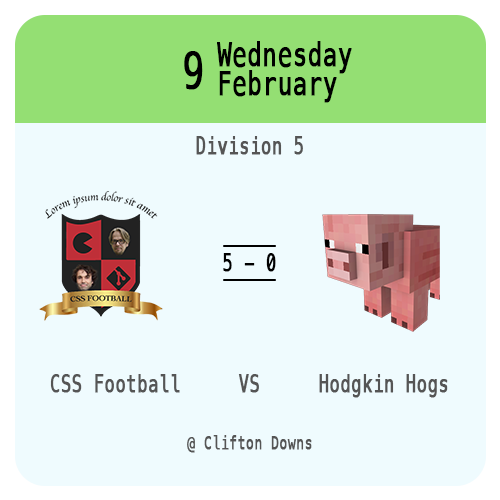 9 Wednesday
February
Division 5
Lorem ipsum dolor sit amet
5 – 0
CSS FOOTBALL
CSS Football VS Hodgkin Hogs
@ Clifton Downs